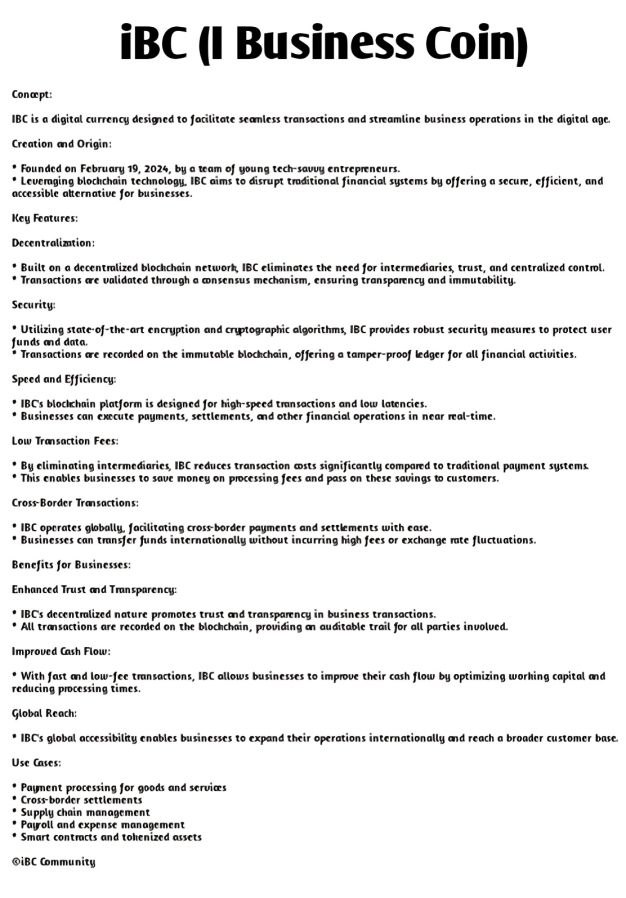 iBC (I Business Coin)
Concept:
IBC is a digital currency designed to facilitate seamless transactions and streamline business operations in the digital age.
Creation and Origin:
* Founded on February 19, 2024, by a team of young tech-savvy entrepreneurs.
* Leveraging blockchain technology, IBC aims to disrupt traditional financial systems by offering a secure, efficient, and
accessible alternative for businesses.
Key Features:
Decentralization:
* Built on a decentralized blockchain network, IBC eliminates the need for intermediaries, trust, and centralized control.
* Transactions are validated through a consensus mechanism, ensuring transparency and immutability.
Security:
* Utilizing state-of-the-art encryption and cryptographic algorithms, IBC provides robust security measures to protect user
funds and data.
* Transactions are recorded on the immutable blockchain, offering a tamper-proof ledger for all financial activities.
Speed and Efficiency:
* IBC's blockchain platform is designed for high-speed transactions and low latencies.
* Businesses can execute payments, settlements, and other financial operations in near real-time.
Low Transaction Fees:
* By eliminating intermediaries, IBC reduces transaction costs significantly compared to traditional payment systems.
* This enables businesses to save money on processing fees and pass on these savings to customers.
Cross-Border Transactions:
* IBC operates globally, facilitating cross-border payments and settlements with ease.
* Businesses can transfer funds internationally without incurring high fees or exchange rate fluctuations.
Benefits for Businesses:
Enhanced Trust and Transparency:
* IBC's decentralized nature promotes trust and transparency in business transactions.
* All transactions are recorded on the blockchain, providing an auditable trail for all parties involved.
Improved Cash Flow:
* With fast and low-fee transactions, IBC allows businesses to improve their cash flow by optimizing working capital and
reducing processing times.
Global Reach:
* IBC's global accessibility enables businesses to expand their operations internationally and reach a broader customer base.
Use Cases:
* Payment processing for goods and services
* Cross-border settlements
* Supply chain management
* Payroll and expense management
* Smart contracts and tokenized assets
©iBC Community